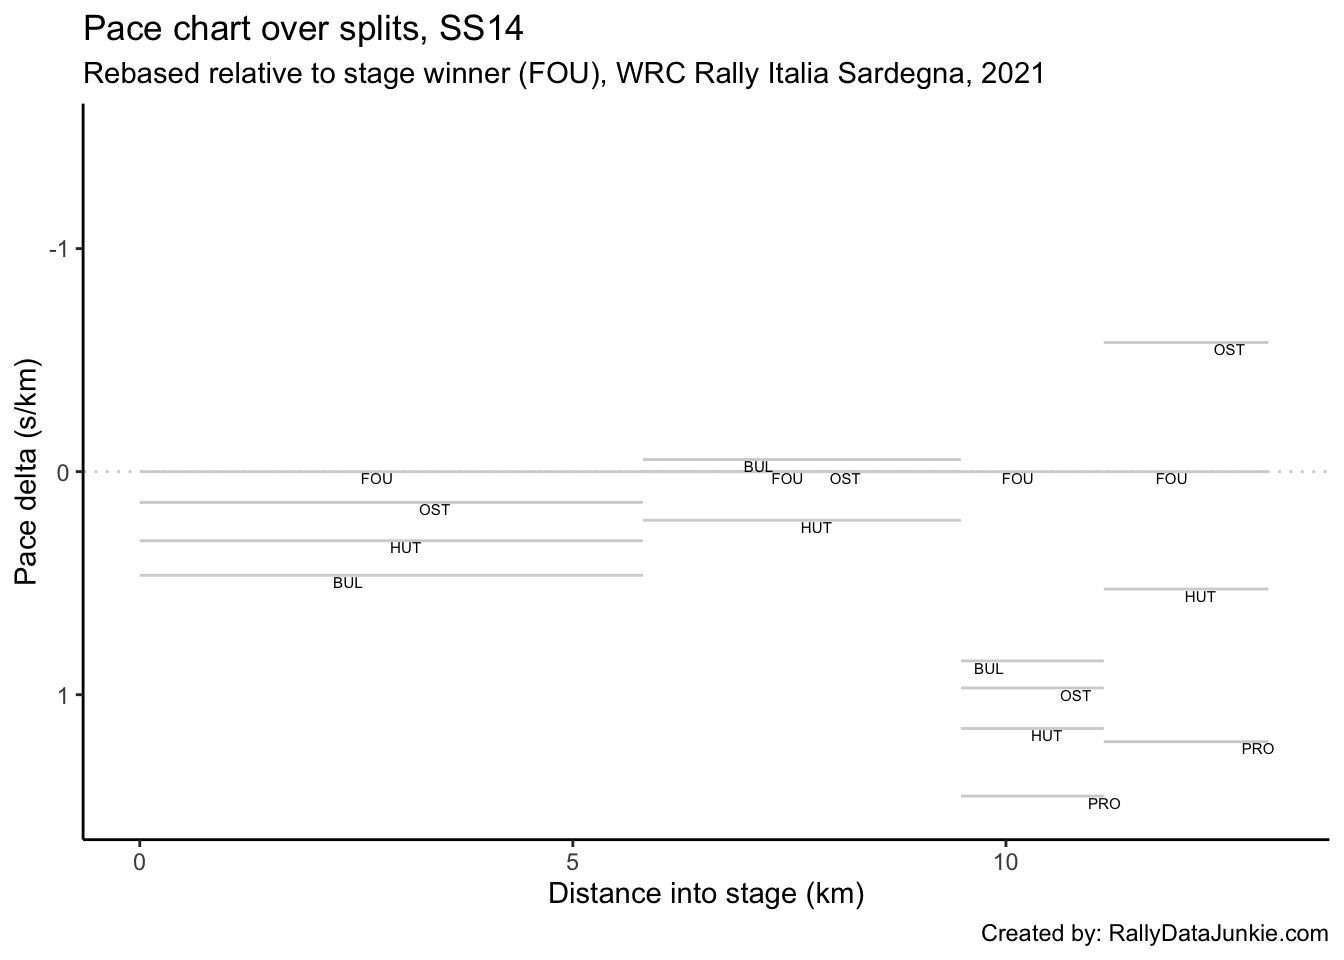 Pace chart over splits, SS14
Rebased relative to stage winner (FOU), WRC Rally Italia Sardegna, 2021
Pace delta (s/km)
-1
0
1
OST
BUL
FOU
FOU
OST
FOU
FOU
OST
HUT
HUT
BUL
HUT
BUL
OST
HUT
PRO
PRO
0
5
10
Distance into stage (km)
Created by: RallyDataJunkie.com